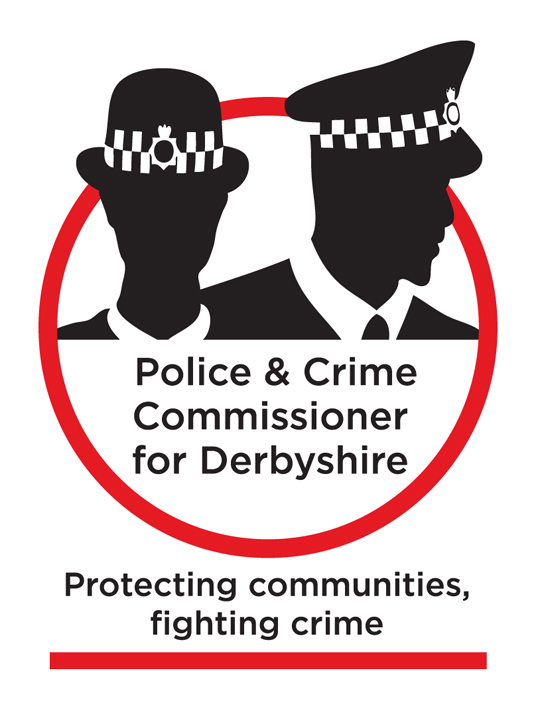 Police & Crime
Commissioner
for Derbyshire
Protecting communities,
fighting crime